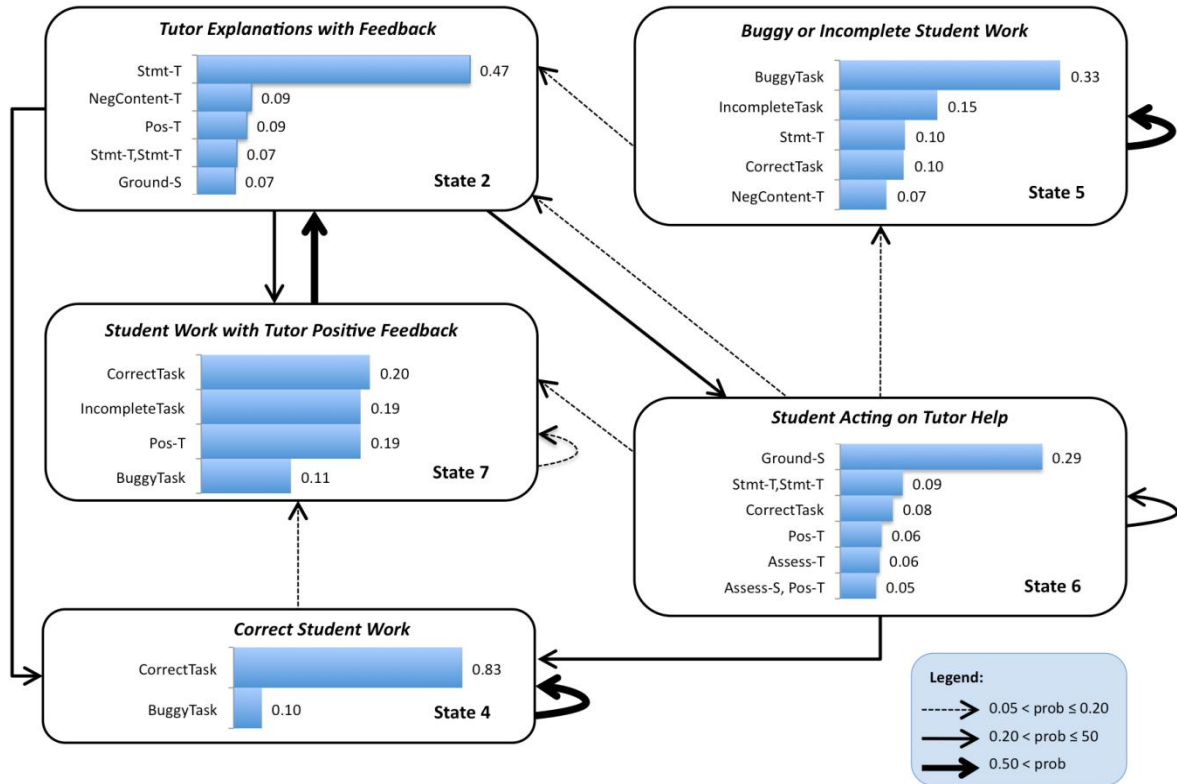 Tutor Explanations with Feedback
Stmt-T 0.47
NegContent-T 0.09
Pos-T 0.09
Stmt-T,Stmt-T 0.07
Ground-S 0.07
State 2
Buggy or Incomplete Student Work
BuggyTask 0.33
IncompleteTask 0.15
Stmt-T 0.10
CorrectTask 0.10
NegContent-T 0.07
State 5
Student Work with Tutor Positive Feedback
CorrectTask 0.20
IncompleteTask 0.19
Pos-T 0.19
BuggyTask 0.11
State 7
Student Acting on Tutor Help
Ground-S 0.29
Stmt-T,Stmt-T 0.09
CorrectTask 0.08
Pos-T 0.06
Assess-T 0.06
Assess-S, Pos-T 0.05
State 6
Correct Student Work
CorrectTask 0.83
BuggyTask 0.10
State 4
Legend:
0.05 < prob ≤ 0.20
0.20 < prob ≤ 50
0.50 < prob